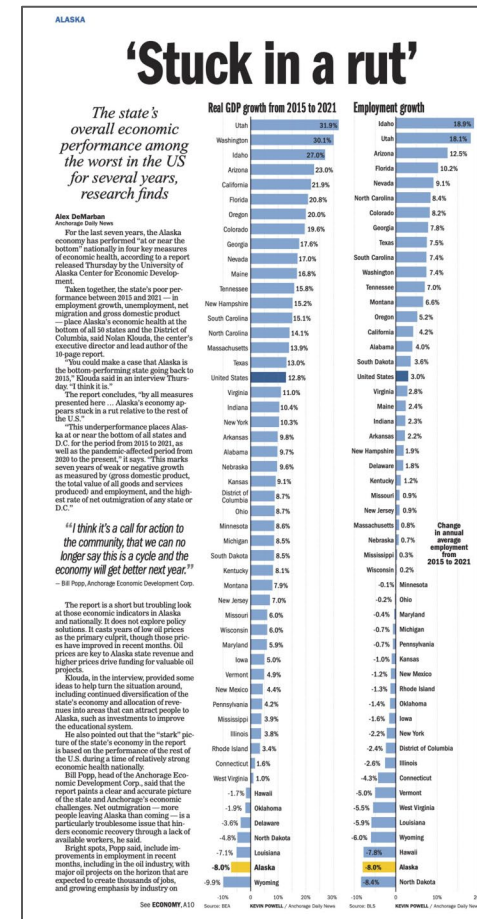 ALASKA
‘Stuck in a rut’
The state’s
overall economic
performance among
the worst in the US
for several years,
research finds
Alex DeMarban
Anchorage Daily News
For the last seven years, the Alaska
economy has performed “at or near the
bottom” nationally in four key measures
of economic health, according to a report
released Thursday by the University of
Alaska Center for Economic Develop-
ment.
Taken together, the state’s poor per-
formance between 2015 and 2021 — in
employment growth, unemployment, net
migration and gross domestic product
— place Alaska’s economic health at the
bottom of all 50 states and the District of
Columbia, said Nolan Klouda, the center’s
executive director and lead author of the
10-page report.
“You could make a case that Alaska is
the bottom-performing state going back to
2015,” Klouda said in an interview Thurs-
day. “I think it is.”
The report concludes, “by all measures
presented here ... Alaska’s economy ap-
pears stuck in a rut relative to the rest of
the U.S.”
“This underperformance places Alas-
ka at or near the bottom of all states and
D.C. for the period from 2015 to 2021, as
well as the pandemic-affected period from
2020 to the present,” it says. “This marks
seven years of weak or negative growth
as measured by (gross domestic product,
the total value of all goods and services
produced) and employment, and the high-
est rate of net outmigration of any state or
D.C.”
“I think it’s a call for action to
the community, that we can no
longer say this is a cycle and the
economy will get better next year.”
— Bill Popp, Anchorage Economic Development Corp.
The report is a short but troubling look
at those economic indicators in Alaska
and nationally. It does not explore policy
solutions. It casts years of low oil prices
as the primary culprit, though those pric-
es have improved in recent months. Oil
prices are key to Alaska state revenue and
higher prices drive funding for valuable oil
projects.
Klouda, in the interview, provided some
ideas to help turn the situation around,
including continued diversification of the
state’s economy and allocation of reve-
nues into areas that can attract people to
Alaska, such as investments to improve
the educational system.
He also pointed out that the “stark” pic-
ture of the state’s economy in the report
is based on the performance of the rest of
the U.S. during a time of relatively strong
economic health nationally.
Bill Popp, head of the Anchorage Eco-
nomic Development Corp., said that the
report paints a clear and accurate picture
of the state and Anchorage’s economic
challenges. Net outmigration — more
people leaving Alaska than coming — is a
particularly troublesome issue that hin-
ders economic recovery through a lack of
available workers, he said.
Bright spots, Popp said, include im-
provements in employment in recent
months, including in the oil industry, with
major oil projects on the horizon that are
expected to create thousands of jobs,
and growing emphasis by industry on
See ECONOMY, A10
Real GDP growth from 2015 to 2021
Utah 31.9%
Washington 30.1%
Idaho 27.0%
Arizona 23.0%
California 21.9%
Florida 20.8%
Oregon 20.0%
Colorado 19.6%
Georgia 17.6%
Nevada 17.0%
Maine 16.8%
Tennessee 15.8%
New Hampshire 15.2%
South Carolina 15.1%
North Carolina 14.1%
Massachusetts 13.9%
Texas 13.0%
United States 12.8%
Virginia 11.0%
Indiana 10.4%
New York 10.3%
Arkansas 9.8%
Alabama 9.7%
Nebraska 9.6%
Kansas 9.1%
District of
Columbia 8.7%
Ohio 8.7%
Minnesota 8.6%
Michigan 8.5%
South Dakota 8.5%
Kentucky 8.1%
Montana 7.9%
New Jersey 7.0%
Missouri 6.0%
Wisconsin 6.0%
Maryland 5.9%
Iowa 5.0%
Vermont 4.9%
New Mexico 4.4%
Pennsylvania 4.2%
Mississippi 3.9%
Illinois 3.8%
Rhode Island 3.4%
Connecticut 1.6%
West Virginia 1.0%
-1.7% Hawaii
-1.9% Oklahoma
-3.6% Delaware
-4.8% North Dakota
-7.1% Louisiana
-8.0% Alaska
-9.9% Wyoming
-10% 0 10% 20% 30%
Source: BEA KEVIN POWELL / Anchorage Daily News
Employment growth
Idaho 18.9%
Utah 18.1%
Arizona 12.5%
Florida 10.2%
Nevada 9.1%
North Carolina 8.4%
Colorado 8.2%
Georgia 7.8%
Texas 7.5%
South Carolina 7.4%
Washington 7.4%
Tennessee 7.0%
Montana 6.6%
Oregon 5.2%
California 4.2%
Alabama 4.0%
South Dakota 3.6%
United States 3.0%
Virginia 2.8%
Maine 2.4%
Indiana 2.3%
Arkansas 2.2%
New Hampshire 1.9%
Delaware 1.8%
Kentucky 1.2%
Missouri 0.9%
New Jersey 0.9%
Massachusetts 0.8%
Nebraska 0.7%
Mississippi 0.3%
Wisconsin 0.2%
Change
in annual
average
employment
from
2015 to 2021
-0.1% Minnesota
-0.2% Ohio
-0.4% Maryland
-0.7% Michigan
-0.7% Pennsylvania
-1.0% Kansas
-1.2% New Mexico
-1.3% Rhode Island
-1.4% Oklahoma
-1.6% Iowa
-2.2% New York
-2.4% District of Columbia
-2.6% Illinois
-4.3% Connecticut
-5.0% Vermont
-5.5% West Virginia
-5.9% Louisiana
-6.0% Wyoming
-7.8% Hawaii
-8.0% Alaska
-8.4% North Dakota
-10% 0 10% 20%
Source: BLS KEVIN POWELL / Anchorage Daily News